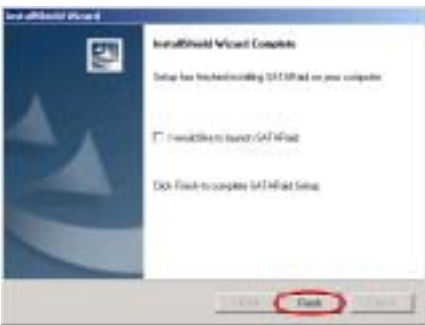 InstallShield Wizard
InstallShield Wizard Complete
Setup has finished installing SATARaid on your computer.
I would like to launch SATARaid
Click Finish to complete SATARaid Setup.
Finish